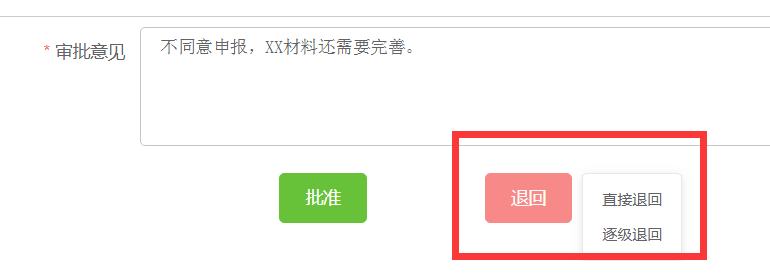 * 审批意见
不同意申报，XX材料还需要完善。
批准
退回
直接退回
逐级退回